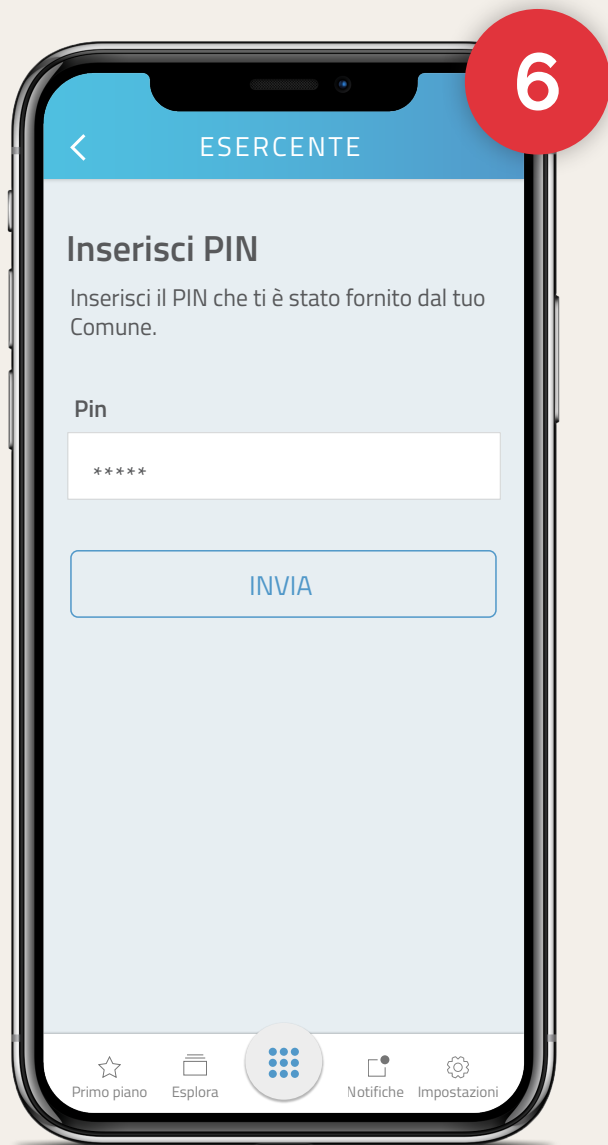 6
ESERCENTE
Inserisci PIN
Inserisci il PIN che ti è stato fornito dal tuo
Comune.
Pin
*****
INVIA
Primo piano Esplora Notifiche Impostazioni